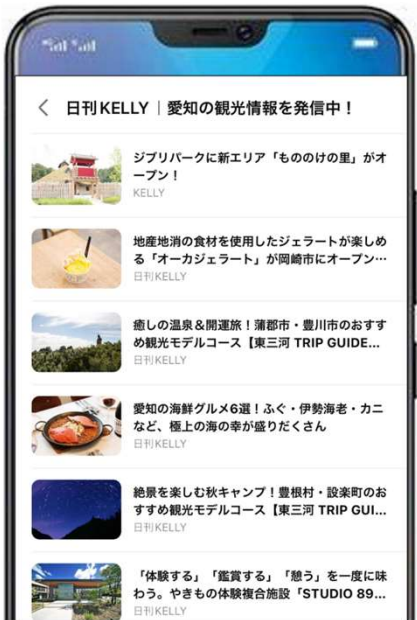 日刊KELLY｜愛知の観光情報を発信中！
ジブリパークに新エリア「もののけの里」がオ
ープン！
KELLY
地産地消の食材を使用したジェラートが楽しめ
る「オーカジェラート」が岡崎市にオープン…
日刊KELLY
癒しの温泉＆開運旅！蒲郡市・豊川市のおすす
め観光モデルコース【東三河 TRIP GUIDE...
日刊KELLY
愛知の海鮮グルメ6選！ふぐ・伊勢海老・カニ
など、極上の海の幸が盛りだくさん
日刊KELLY
絶景を楽しむ秋キャンプ！豊根村・設楽町のお
すすめ観光モデルコース【東三河 TRIP GUI...
日刊KELLY
「体験する」「鑑賞する」「憩う」を一度に味
わう。やきもの体験複合施設「STUDIO 89...
日刊KELLY